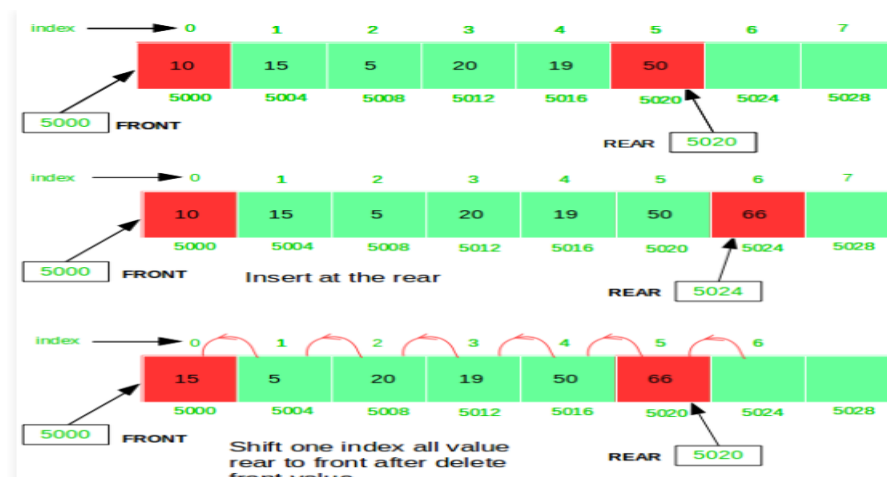 index 0 1 2 3 4 5 6 7
10 15 5 20 19 50
5000 5004 5008 5012 5016 5020 5024 5028
5000 FRONT
REAR 5020
index 0 1 2 3 4 5 6 7
10 15 5 20 19 50 66
5000 5004 5008 5012 5016 5020 5024 5028
5000 FRONT Insert at the rear
REAR 5024
index 0 1 2 3 4 5 6
15 5 20 19 50 66
5000 5004 5008 5012 5016 5020 5024 5028
5000 FRONT
Shift one index all value
rear to front after delete
REAR 5020
front value